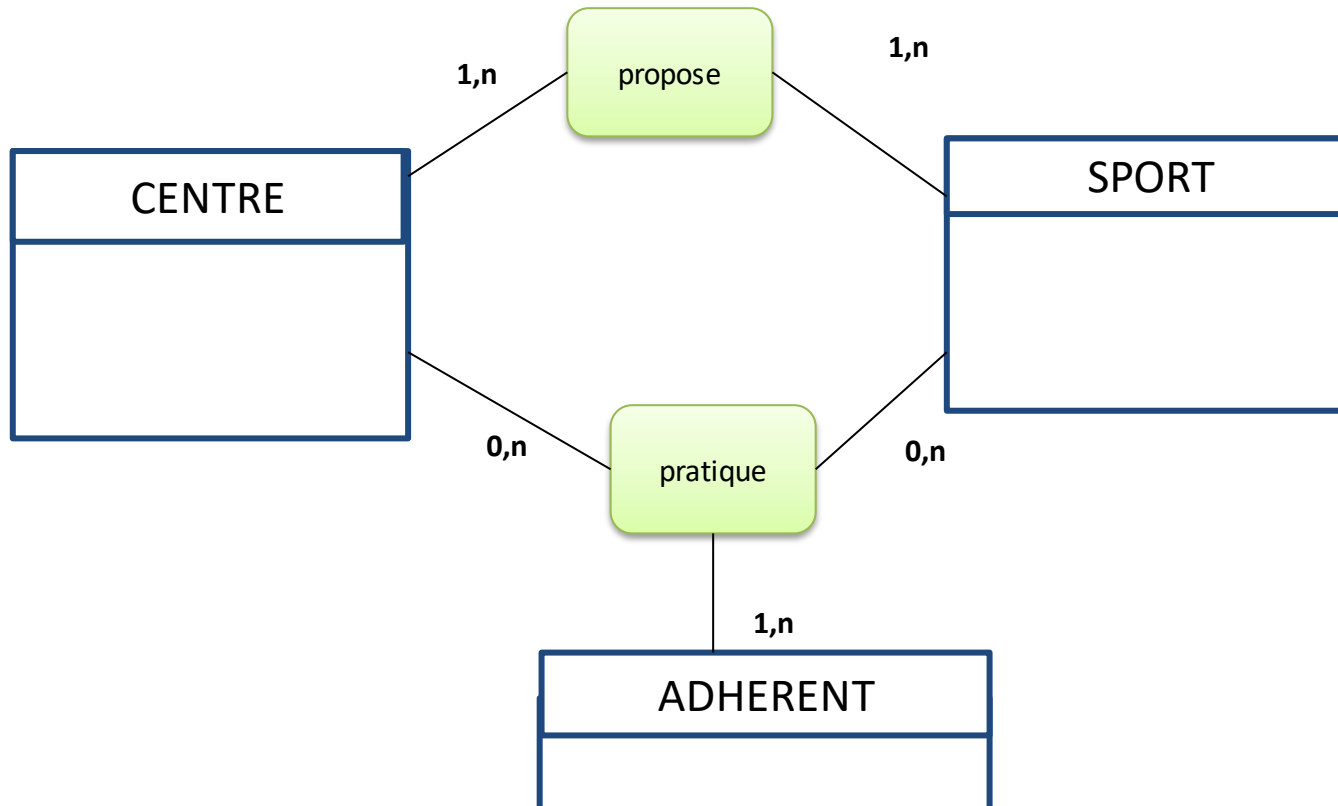 propose
1,n
1,n
CENTRE
SPORT
0,n
0,n
pratique
1,n
ADHERENT